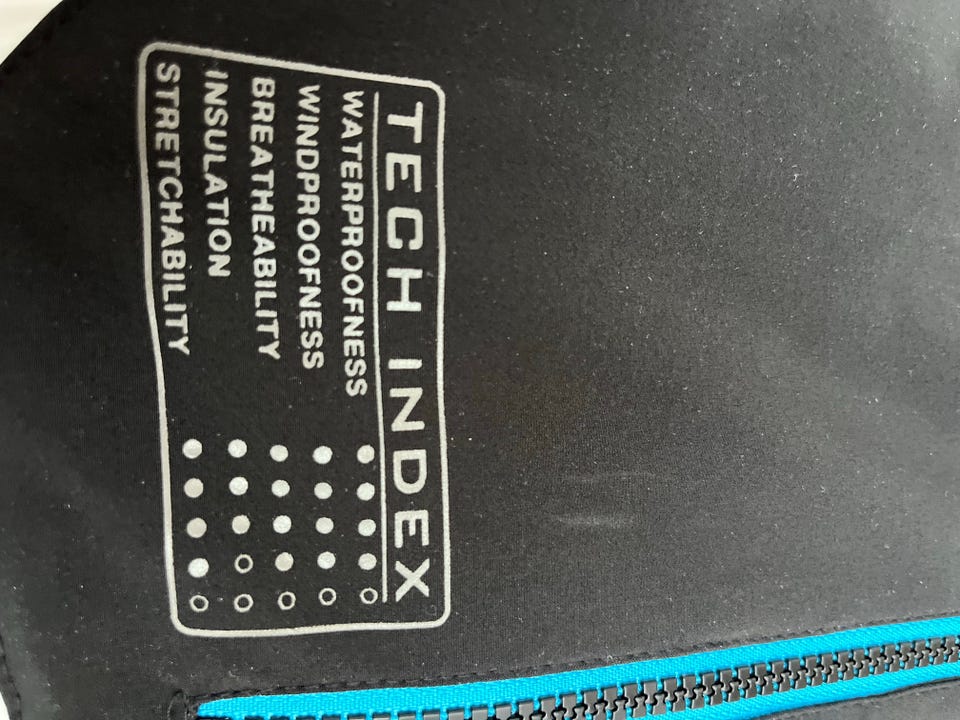 TECH INDEX
WATERPROOFNESS ●●●●○
WINDPROOFNESS ●●●●○
BREATHEABILITY ●●●●○
INSULATION ●●●○○
STRETCHABILITY ●●●●○